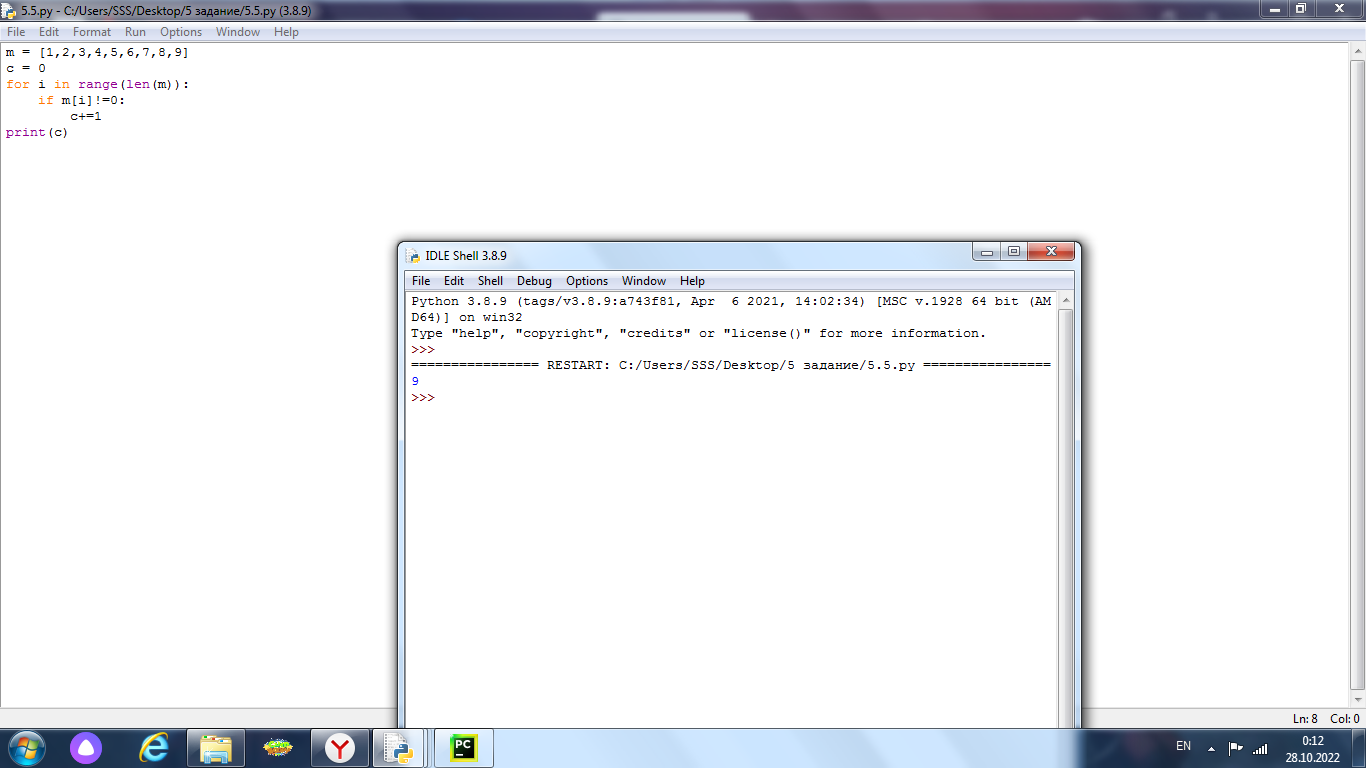 5.5.py - C:/Users/SSS/Desktop/5 задание/5.5.py (3.8.9)
File Edit Format Run Options Window Help
m = [1,2,3,4,5,6,7,8,9]
c = 0
for i in range(len(m)):
    if m[i]!=0:
        c+=1
print(c)
IDLE Shell 3.8.9
File Edit Shell Debug Options Window Help
Python 3.8.9 (tags/v3.8.9:a743f81, Apr  6 2021, 14:02:34) [MSC v.1928 64 bit (AM
D64)] on win32
Type "help", "copyright", "credits" or "license()" for more information.
>>>
================ RESTART: C:/Users/SSS/Desktop/5 задание/5.5.py ================
9
>>>
Ln: 8 Col: 0
PC
EN
0:12
28.10.2022